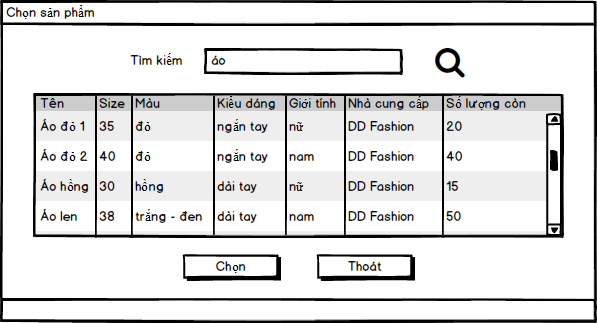 Chọn sản phẩm
Tìm kiếm áo
Tên Size Màu Kiểu dáng Giới tính Nhà cung cấp Số lượng còn
Áo đỏ 1 35 đỏ ngắn tay nữ DD Fashion 20
Áo đỏ 2 40 đỏ ngắn tay nam DD Fashion 40
Áo hồng 30 hồng dài tay nữ DD Fashion 15
Áo len 38 trắng - đen dài tay nam DD Fashion 50
Chọn Thoát